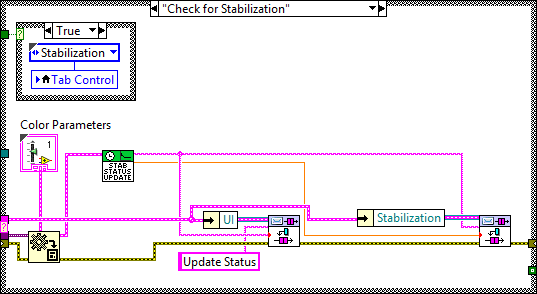 "Check for Stabilization"
?
True
Stabilization
Tab Control
Color Parameters
1
STAB
STATUS
UPDATE
UI
Stabilization
?
Update Status